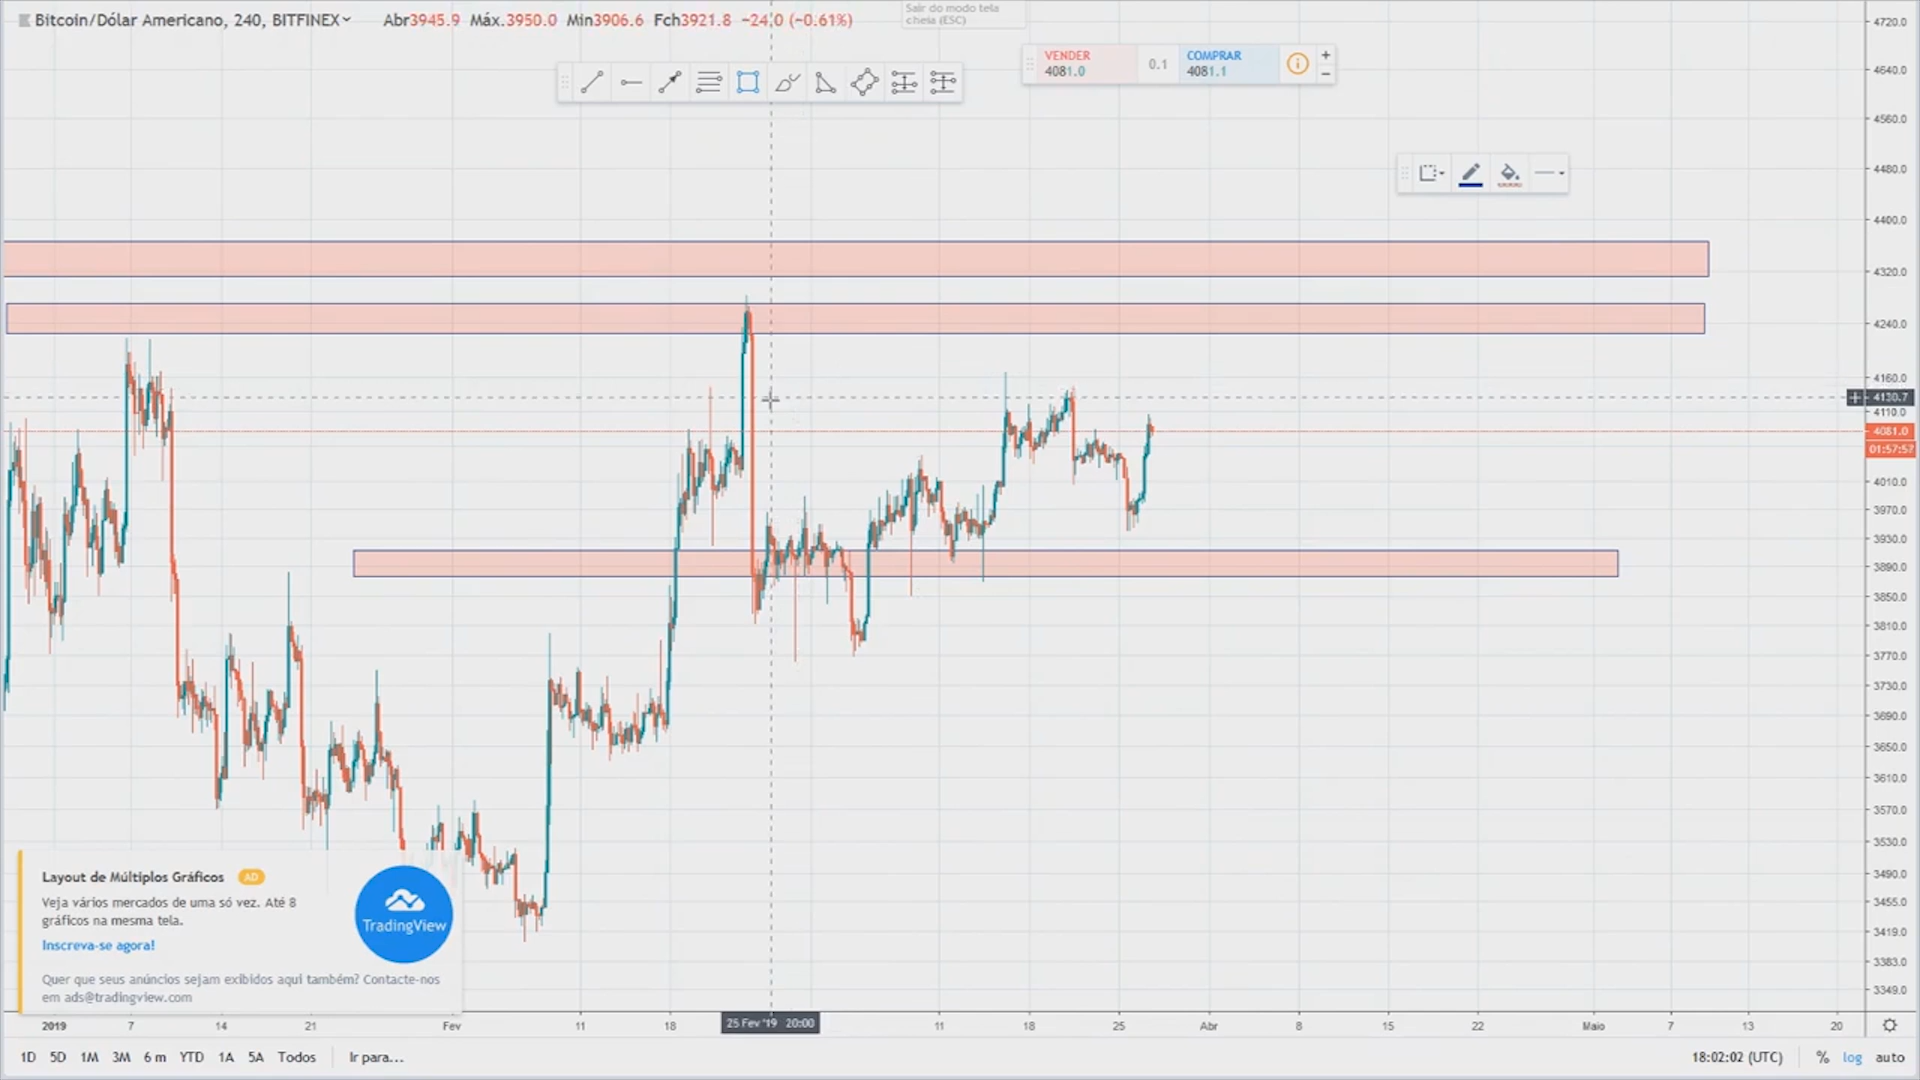 Bitcoin/Dólar Americano, 240, BITFINEX Abr3945.9 Máx.3950.0 Min3906.6 Fch3921.8 −24.0 (−0.61%)
Sair do modo tela
cheia (ESC)
VENDER
4081.0
0.1
COMPRAR
4081.1
4720.0
4640.0
4560.0
4480.0
4400.0
4320.0
4240.0
4160.0
4130.7
4110.0
4081.0
01:57:57
4010.0
3970.0
3930.0
3890.0
3850.0
3810.0
3770.0
3730.0
3690.0
3650.0
3610.0
3570.0
3530.0
3490.0
3455.0
3419.0
3383.0
3349.0
Layout de Múltiplos Gráficos AD
Veja vários mercados de uma só vez. Até 8
gráficos na mesma tela.
Inscreva-se agora!
TradingView
Quer que seus anúncios sejam exibidos aqui também? Contacte-nos
em ads@tradingview.com
2019 7 14 21 Fev 11 18 25 Fev '19 20:00 11 18 25 Abr 8 15 22 Maio 7 13 20
1D 5D 1M 3M 6 m YTD 1A 5A Todos Ir para... 18:02:02 (UTC) % log auto